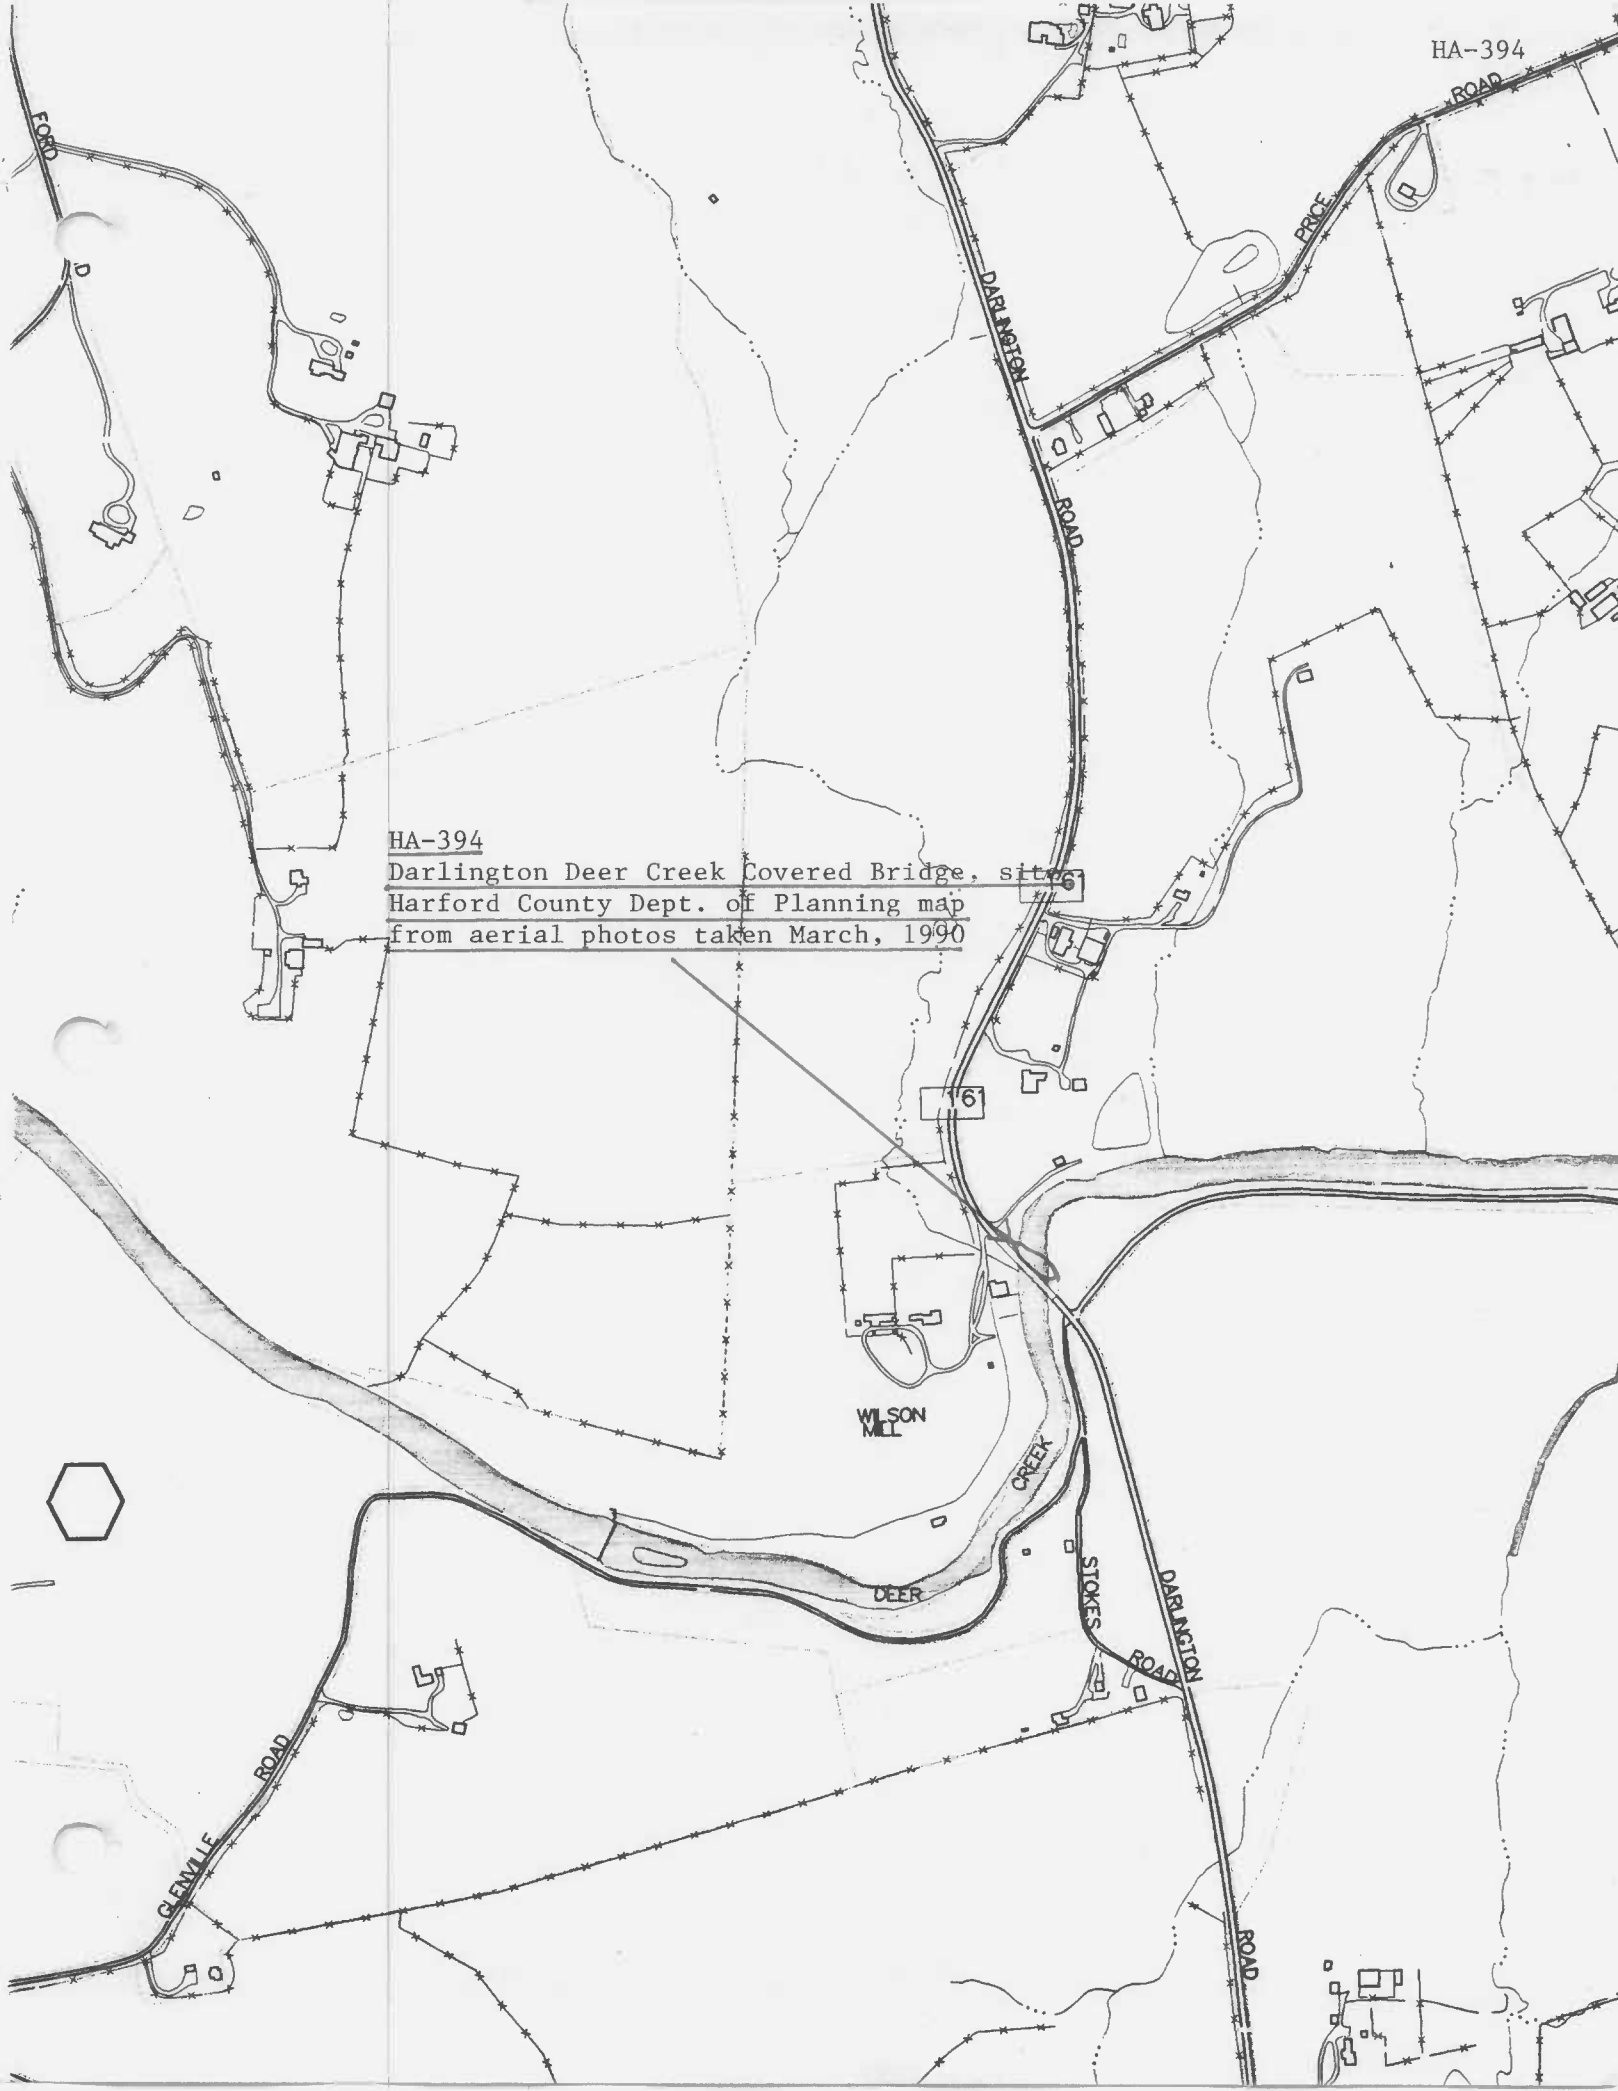 HA-394
ROAD
FORD
PRICE
D
DARLINGTON
ROAD
HA-394
Darlington Deer Creek Covered Bridge, site
Harford County Dept. of Planning map
from aerial photos taken March, 1990
161
161
WILSON
MILL
CREEK
DEER
STOKES
ROAD
DARLINGTON
ROAD
GLENVILLE
ROAD